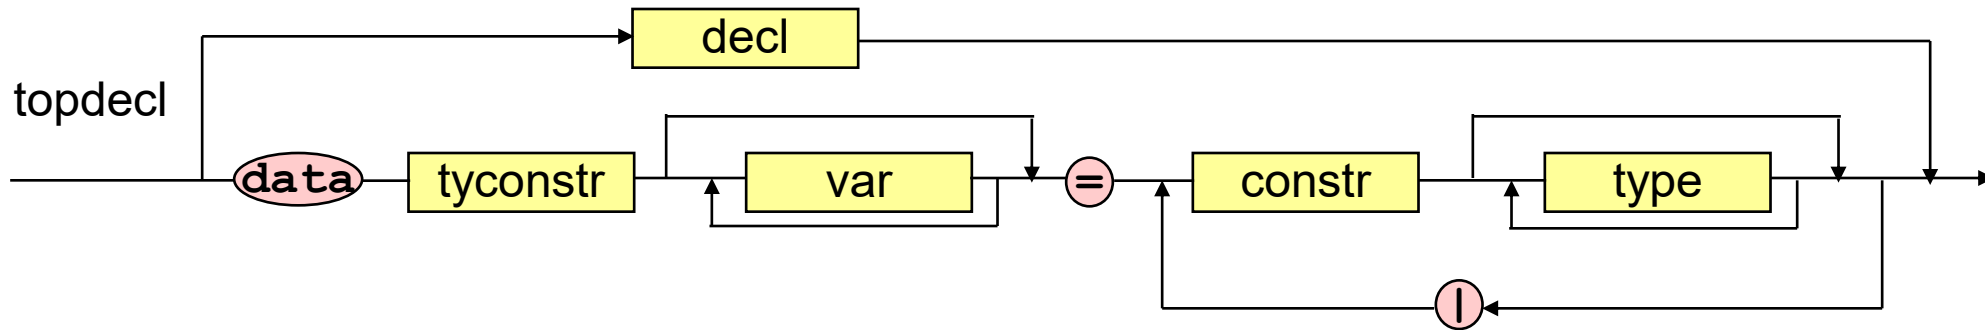 decl
topdecl
data tyconstr var = constr type
|